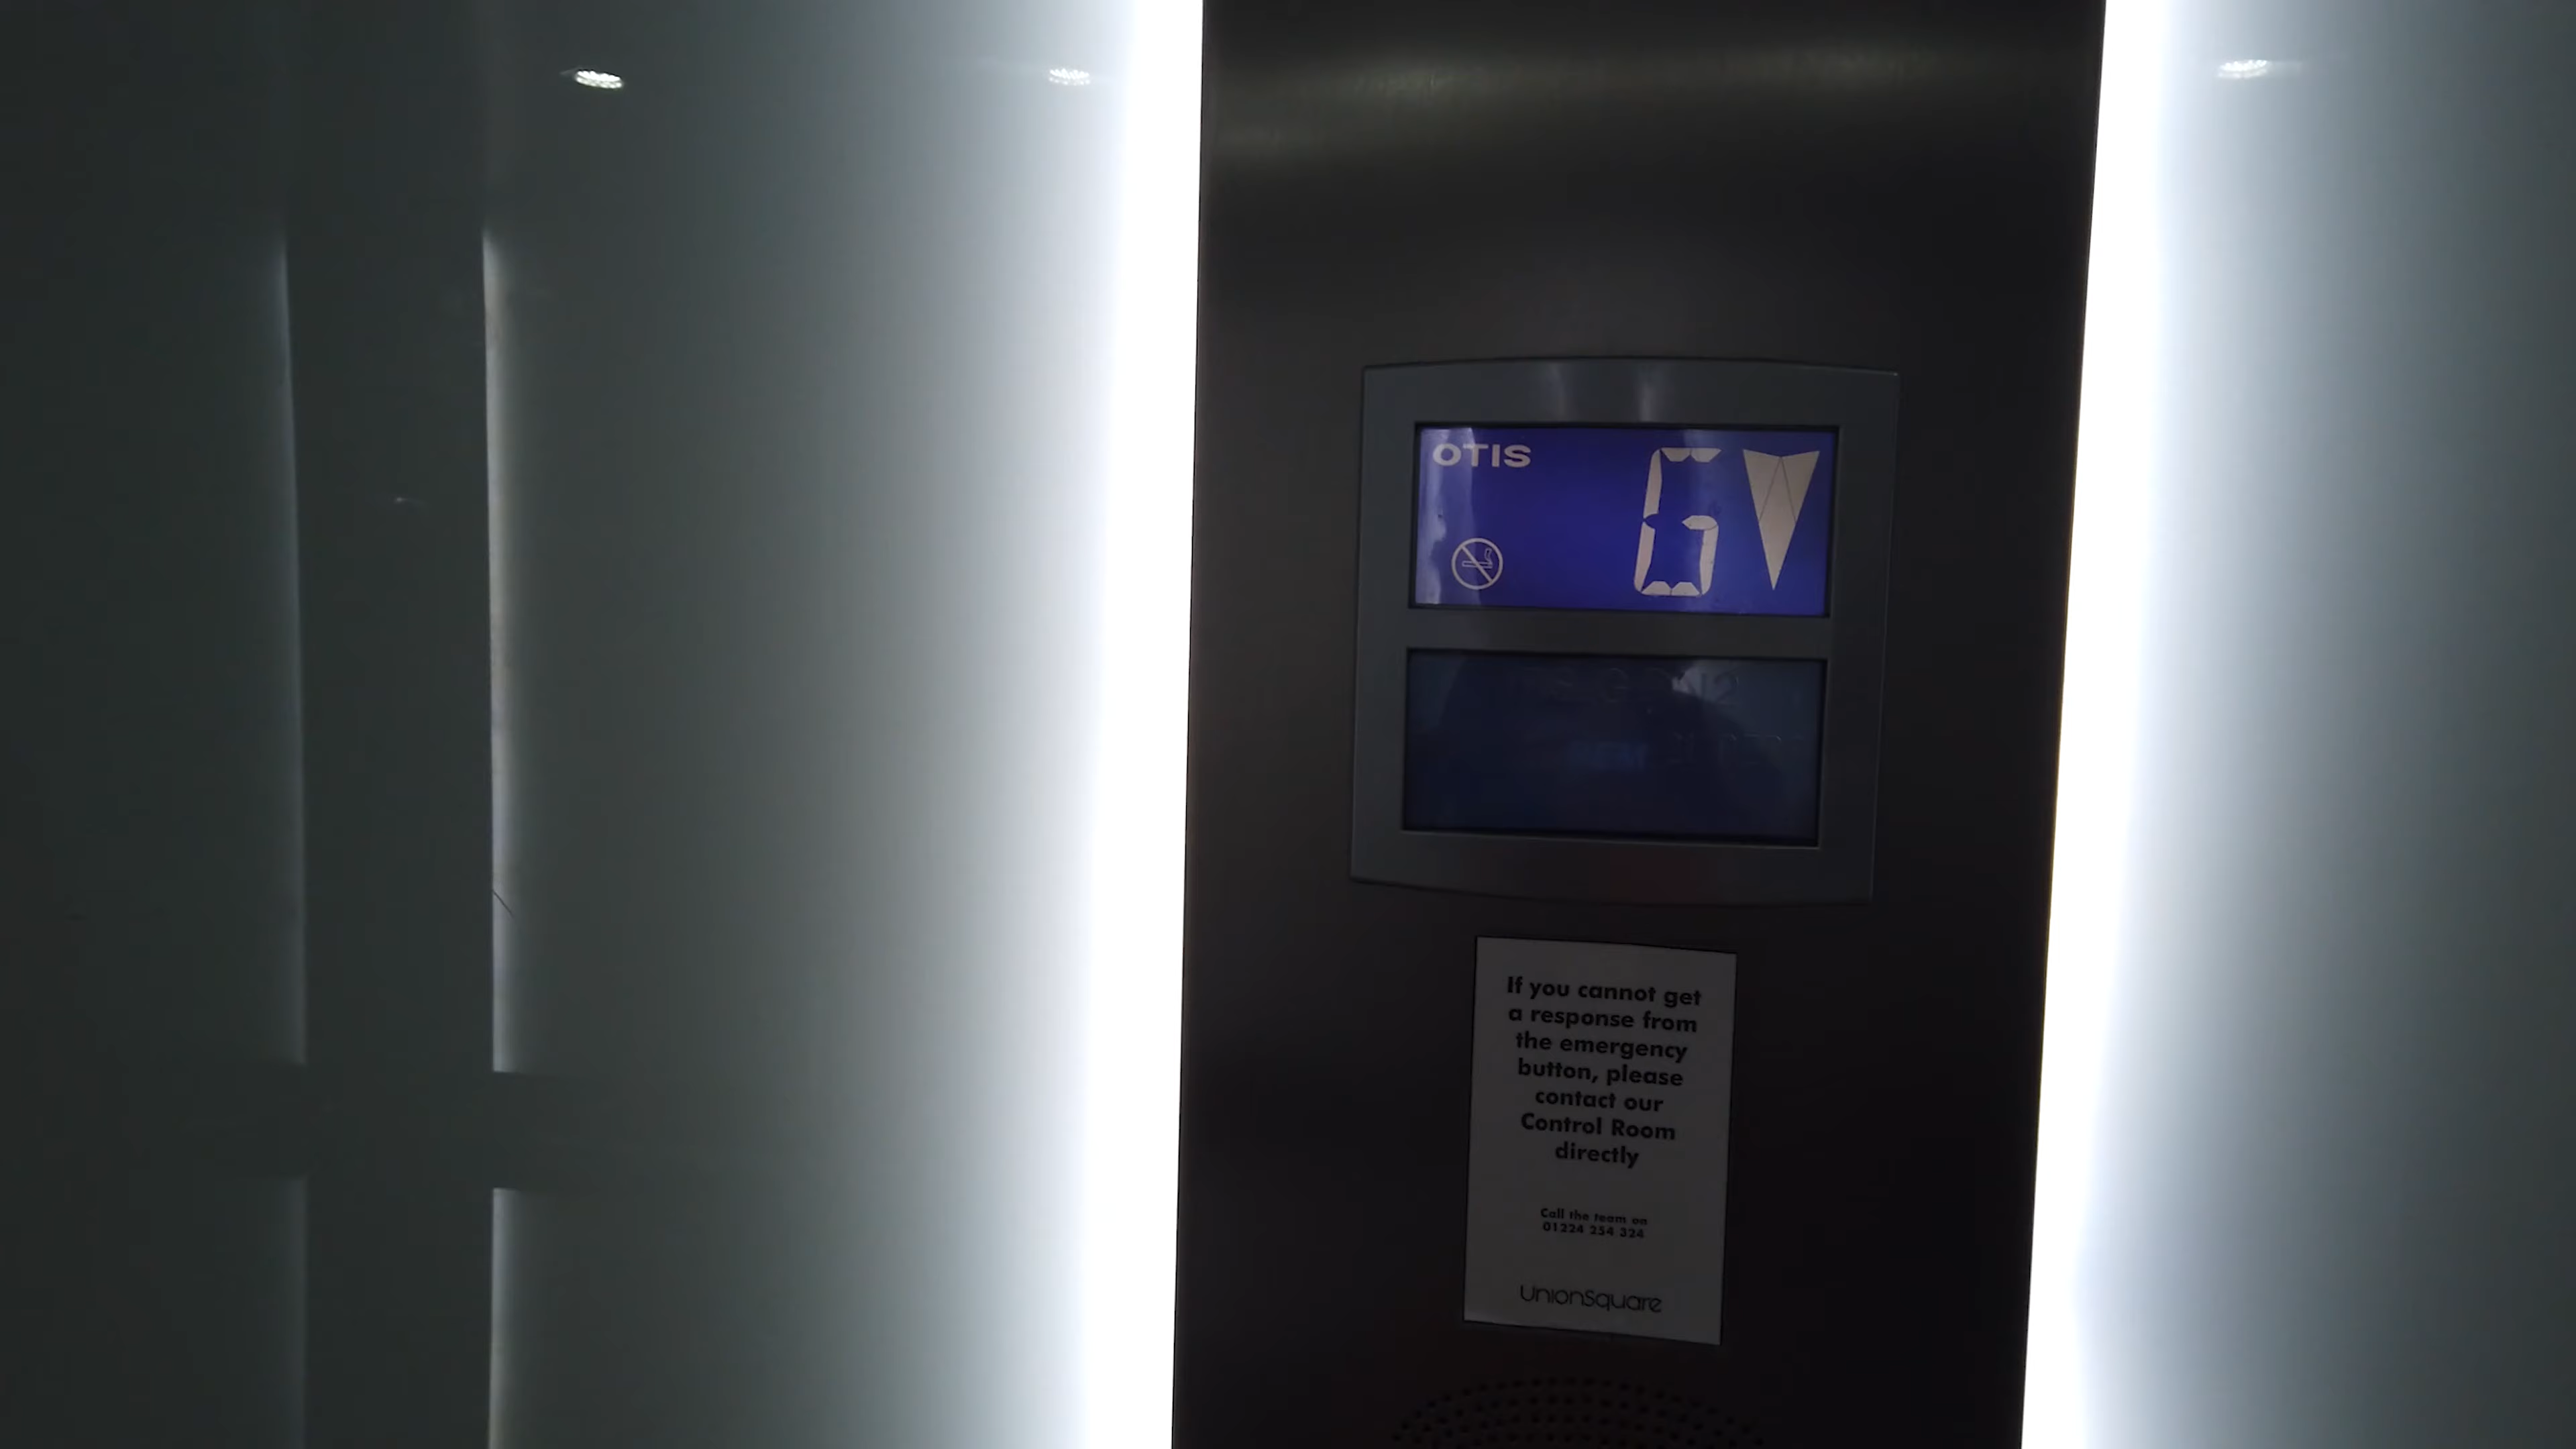 OTIS
G
If you cannot get
a response from
the emergency
button, please
contact our
Control Room
directly
Call the team on
01224 254 324
UnionSquare